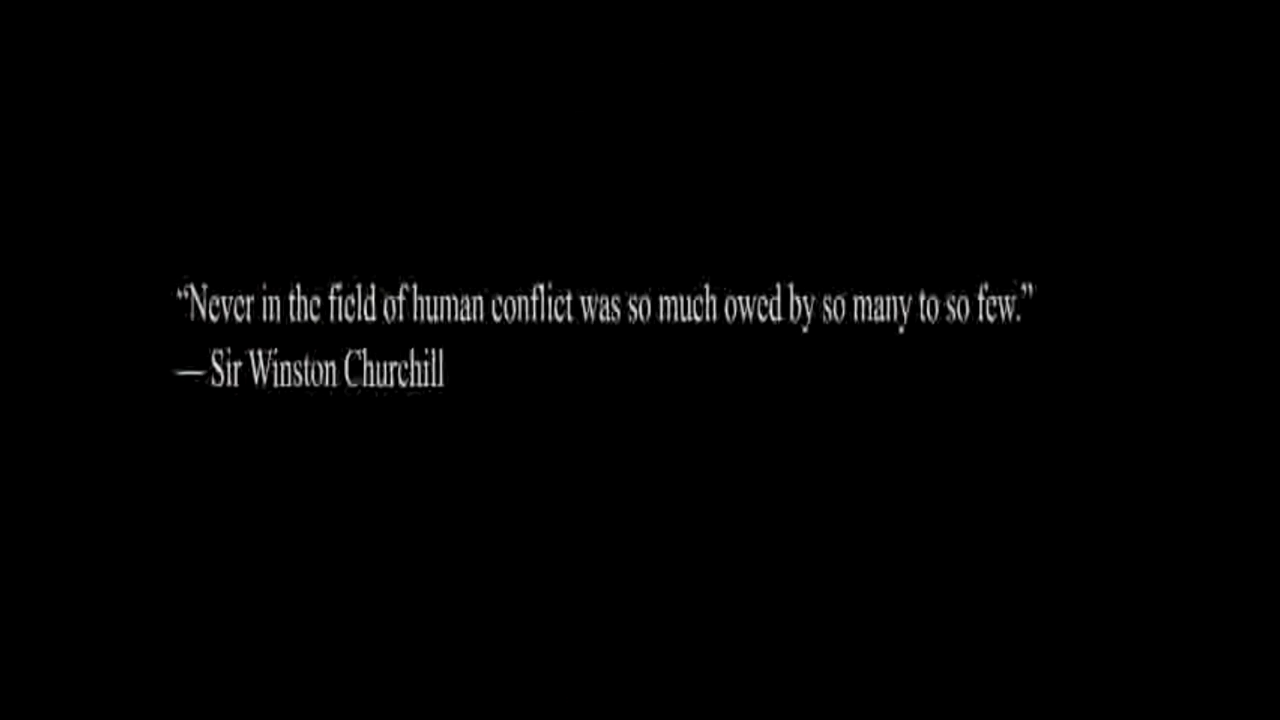 “Never in the field of human conflict was so much owed by so many to so few.”
—Sir Winston Churchill